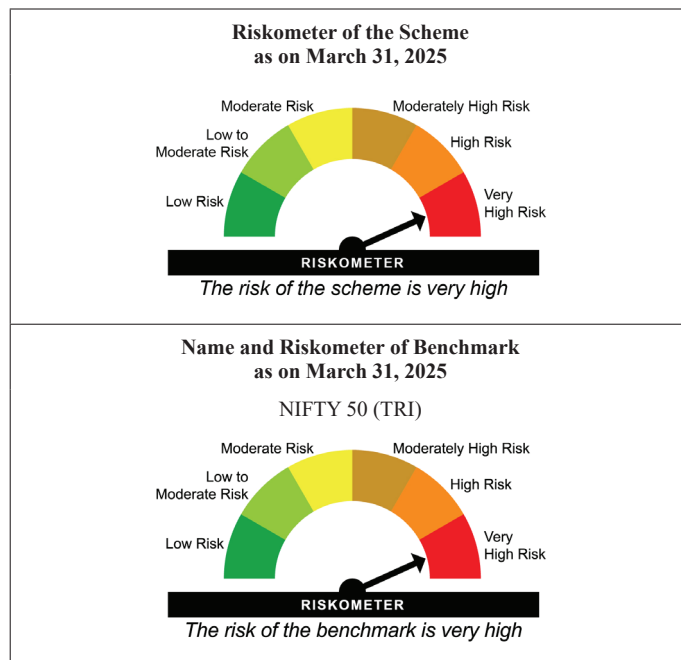 Riskometer of the Scheme
as on March 31, 2025
Moderate Risk
Moderately High Risk
Low to
Moderate Risk
High Risk
Low Risk
Very
High Risk
RISKOMETER
The risk of the scheme is very high
Name and Riskometer of Benchmark
as on March 31, 2025
NIFTY 50 (TRI)
Moderate Risk
Moderately High Risk
Low to
Moderate Risk
High Risk
Low Risk
Very
High Risk
RISKOMETER
The risk of the benchmark is very high